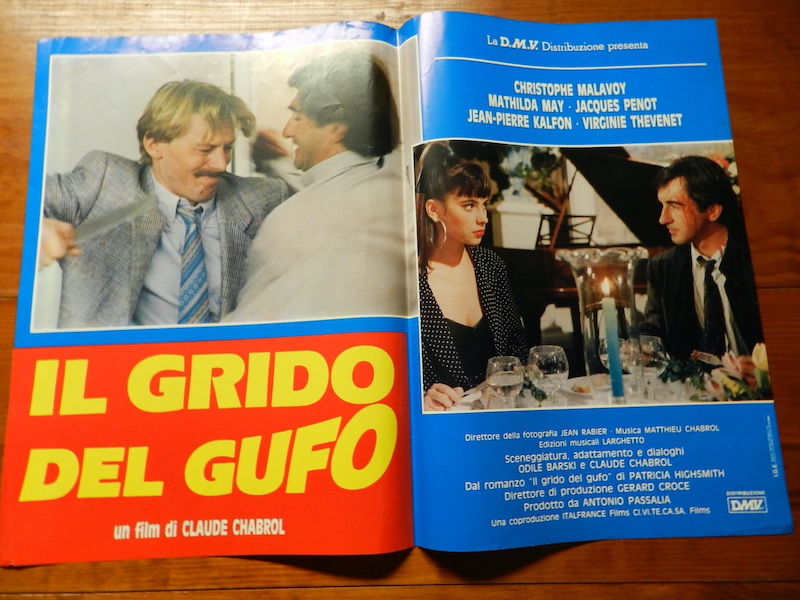 IL GRIDO
DEL GUFO
un film di CLAUDE CHABROL
La D.M.V. Distribuzione presenta
CHRISTOPHE MALAVOY
MATHILDA MAY · JACQUES PENOT
JEAN-PIERRE KALFON · VIRGINIE THEVENET
Direttore della fotografia JEAN RABIER · Musica MATTHIEU CHABROL
Edizioni musicali LARGHETTO
Sceneggiatura, adattamento e dialoghi
ODILE BARSKI e CLAUDE CHABROL
Dal romanzo "Il grido del gufo" di PATRICIA HIGHSMITH
Direttore di produzione GERARD CROCE
Prodotto da ANTONIO PASSALIA
Una coproduzione ITALFRANCE Films CI.VI.TE.CA.SA. Films
DISTRIBUZIONE
DMV